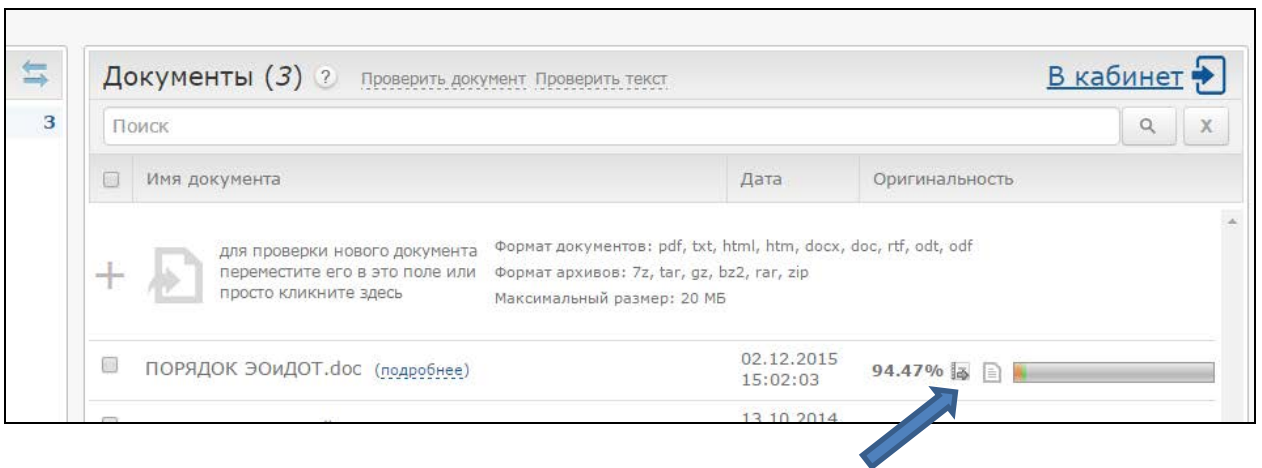 Документы (3) ? Проверить документ Проверить текст В кабинет
3
Поиск X
Имя документа Дата Оригинальность
для проверки нового документа
переместите его в это поле или
просто кликните здесь
Формат документов: pdf, txt, html, htm, docx, doc, rtf, odt, odf
Формат архивов: 7z, tar, gz, bz2, rar, zip
Максимальный размер: 20 МБ
ПОРЯДОК ЭОиДОТ.doc (подробнее) 02.12.2015
15:02:03
94.47%
13.10.2014